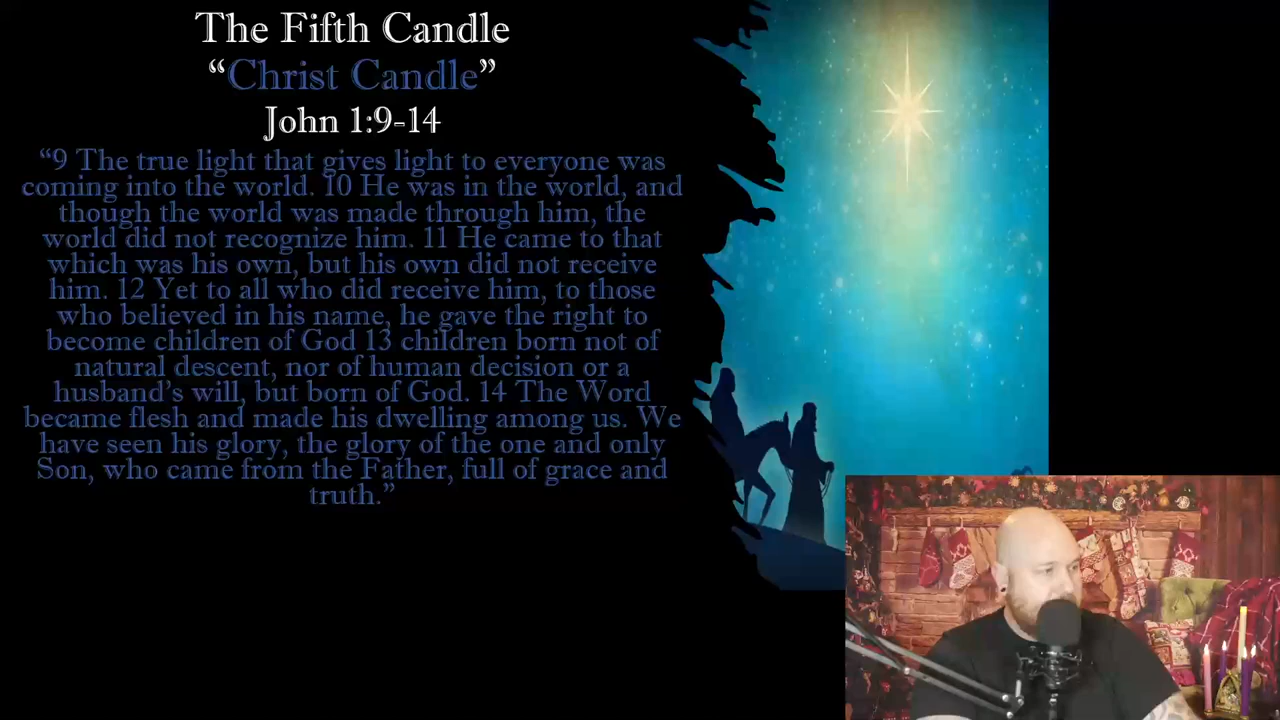 The Fifth Candle
“Christ Candle”
John 1:9-14
“9 The true light that gives light to everyone was
coming into the world. 10 He was in the world, and
though the world was made through him, the
world did not recognize him. 11 He came to that
which was his own, but his own did not receive
him. 12 Yet to all who did receive him, to those
who believed in his name, he gave the right to
become children of God 13 children born not of
natural descent, nor of human decision or a
husband’s will, but born of God. 14 The Word
became flesh and made his dwelling among us. We
have seen his glory, the glory of the one and only
Son, who came from the Father, full of grace and
truth.”